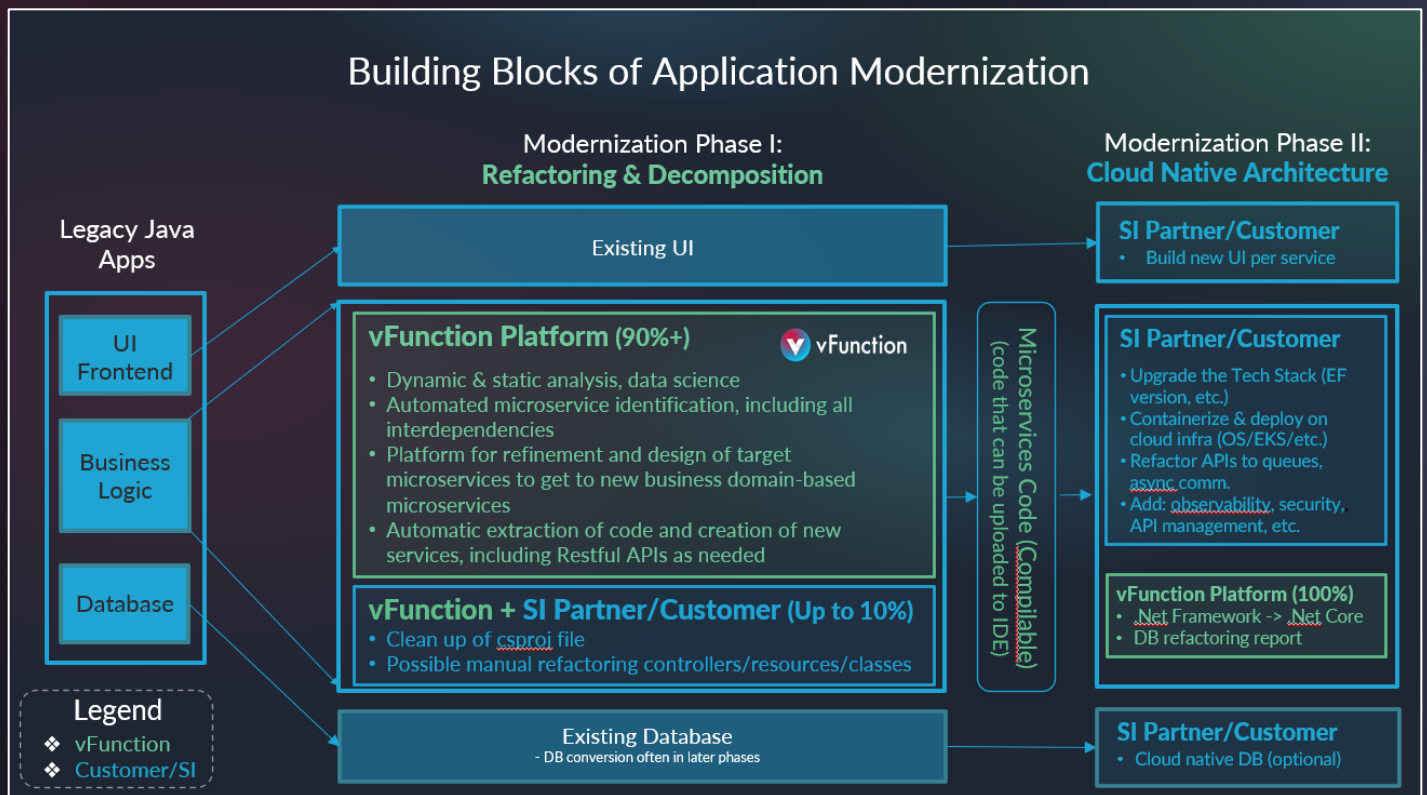 Building Blocks of Application Modernization
Modernization Phase I:
Refactoring & Decomposition
Modernization Phase II:
Cloud Native Architecture
Legacy Java
Apps
UI
Frontend
Business
Logic
Database
Existing UI
vFunction Platform (90%+)
vFunction
• Dynamic & static analysis, data science
• Automated microservice identification, including all
interdependencies
• Platform for refinement and design of target
microservices to get to new business domain-based
microservices
• Automatic extraction of code and creation of new
services, including Restful APIs as needed
vFunction + SI Partner/Customer (Up to 10%)
• Clean up of csproj file
• Possible manual refactoring controllers/resources/classes
Existing Database
- DB conversion often in later phases
Microservices Code (Compilable)
(code that can be uploaded to IDE)
SI Partner/Customer
• Build new UI per service
SI Partner/Customer
• Upgrade the Tech Stack (EF
version, etc.)
• Containerize & deploy on
cloud infra (OS/EKS/etc.)
• Refactor APIs to queues,
async comm.
• Add: observability, security,,
API management, etc.
vFunction Platform (100%)
• .Net Framework -> .Net Core
• DB refactoring report
SI Partner/Customer
• Cloud native DB (optional)
Legend
❖ vFunction
❖ Customer/SI